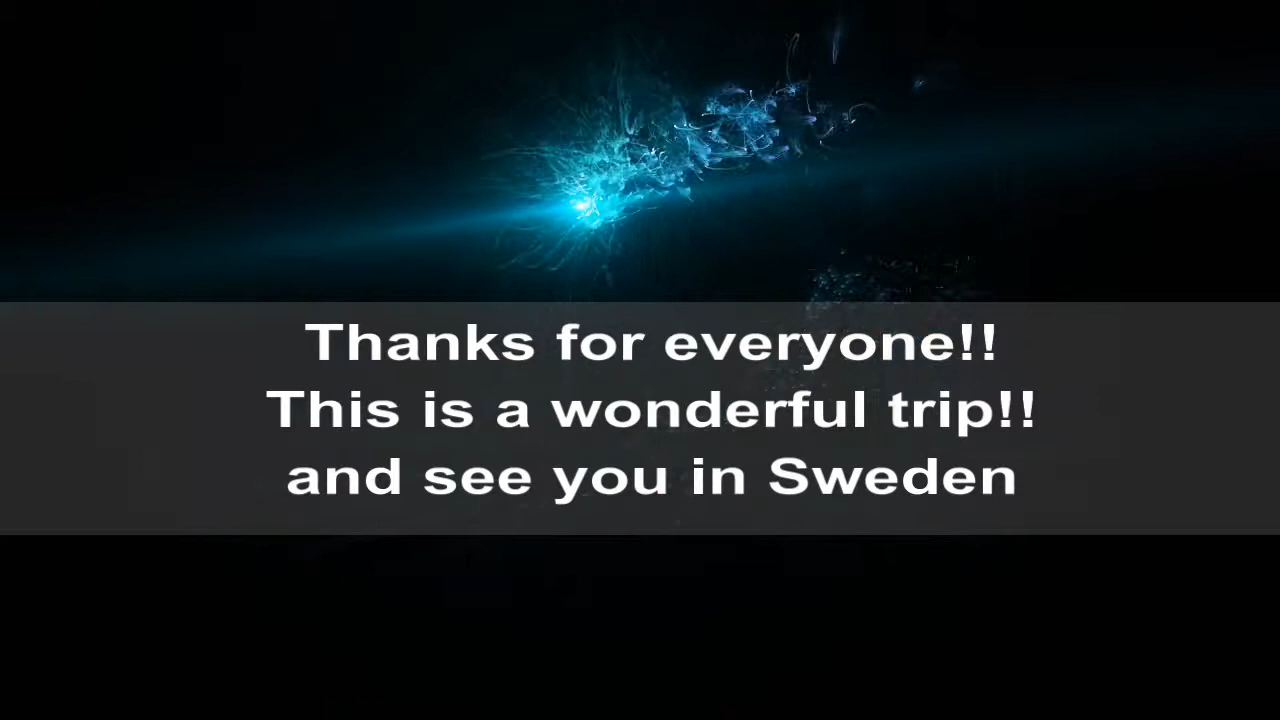 Thanks for everyone!!
This is a wonderful trip!!
and see you in Sweden